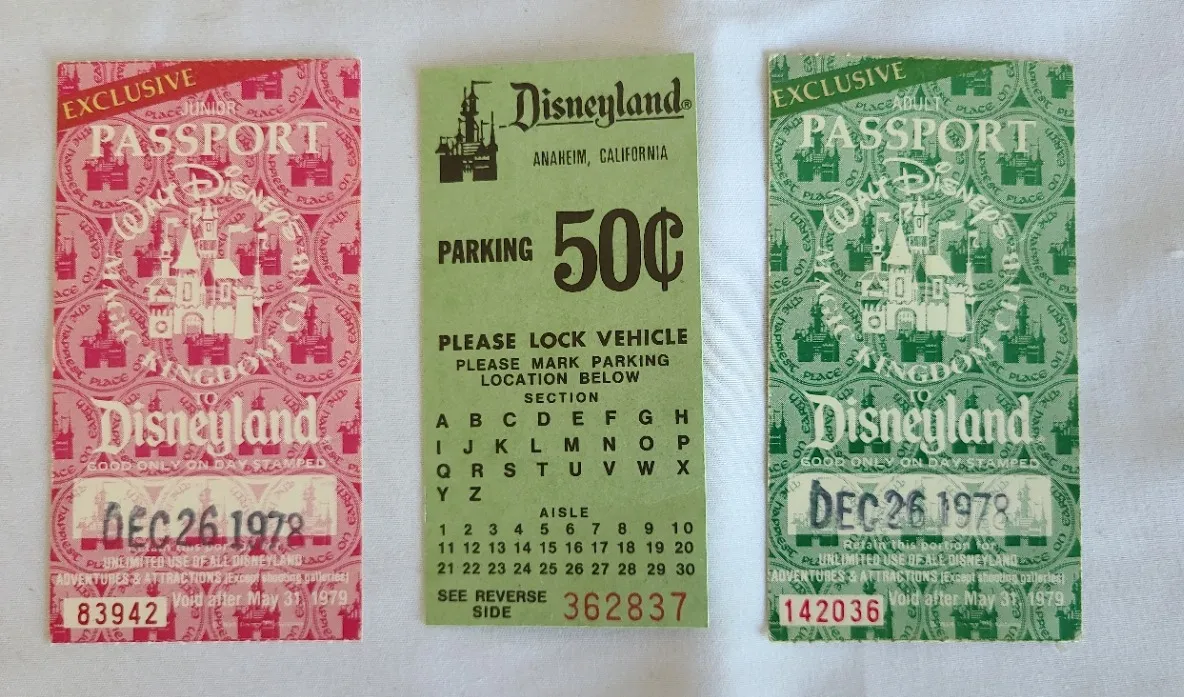 EXCLUSIVE
JUNIOR
PASSPORT
WALT DISNEY'S
MAGIC KINGDOM CLUB
TO
Disneyland
GOOD ONLY ON DAY STAMPED
DEC 26 1978
Retain this portion for
UNLIMITED USE OF ALL DISNEYLAND
ADVENTURES & ATTRACTIONS (Except shooting galleries)
Void after May 31, 1979
83942
Disneyland®
ANAHEIM, CALIFORNIA
PARKING 50¢
PLEASE LOCK VEHICLE
PLEASE MARK PARKING
LOCATION BELOW
SECTION
A B C D E F G H
I J K L M N O P
Q R S T U V W X
Y Z
AISLE
1 2 3 4 5 6 7 8 9 10
11 12 13 14 15 16 17 18 19 20
21 22 23 24 25 26 27 28 29 30
SEE REVERSE
SIDE
362837
EXCLUSIVE
ADULT
PASSPORT
WALT DISNEY'S
MAGIC KINGDOM CLUB
TO
Disneyland
GOOD ONLY ON DAY STAMPED
DEC 26 1978
Retain this portion for
UNLIMITED USE OF ALL DISNEYLAND
ADVENTURES & ATTRACTIONS (Except shooting galleries)
Void after May 31, 1979
142036